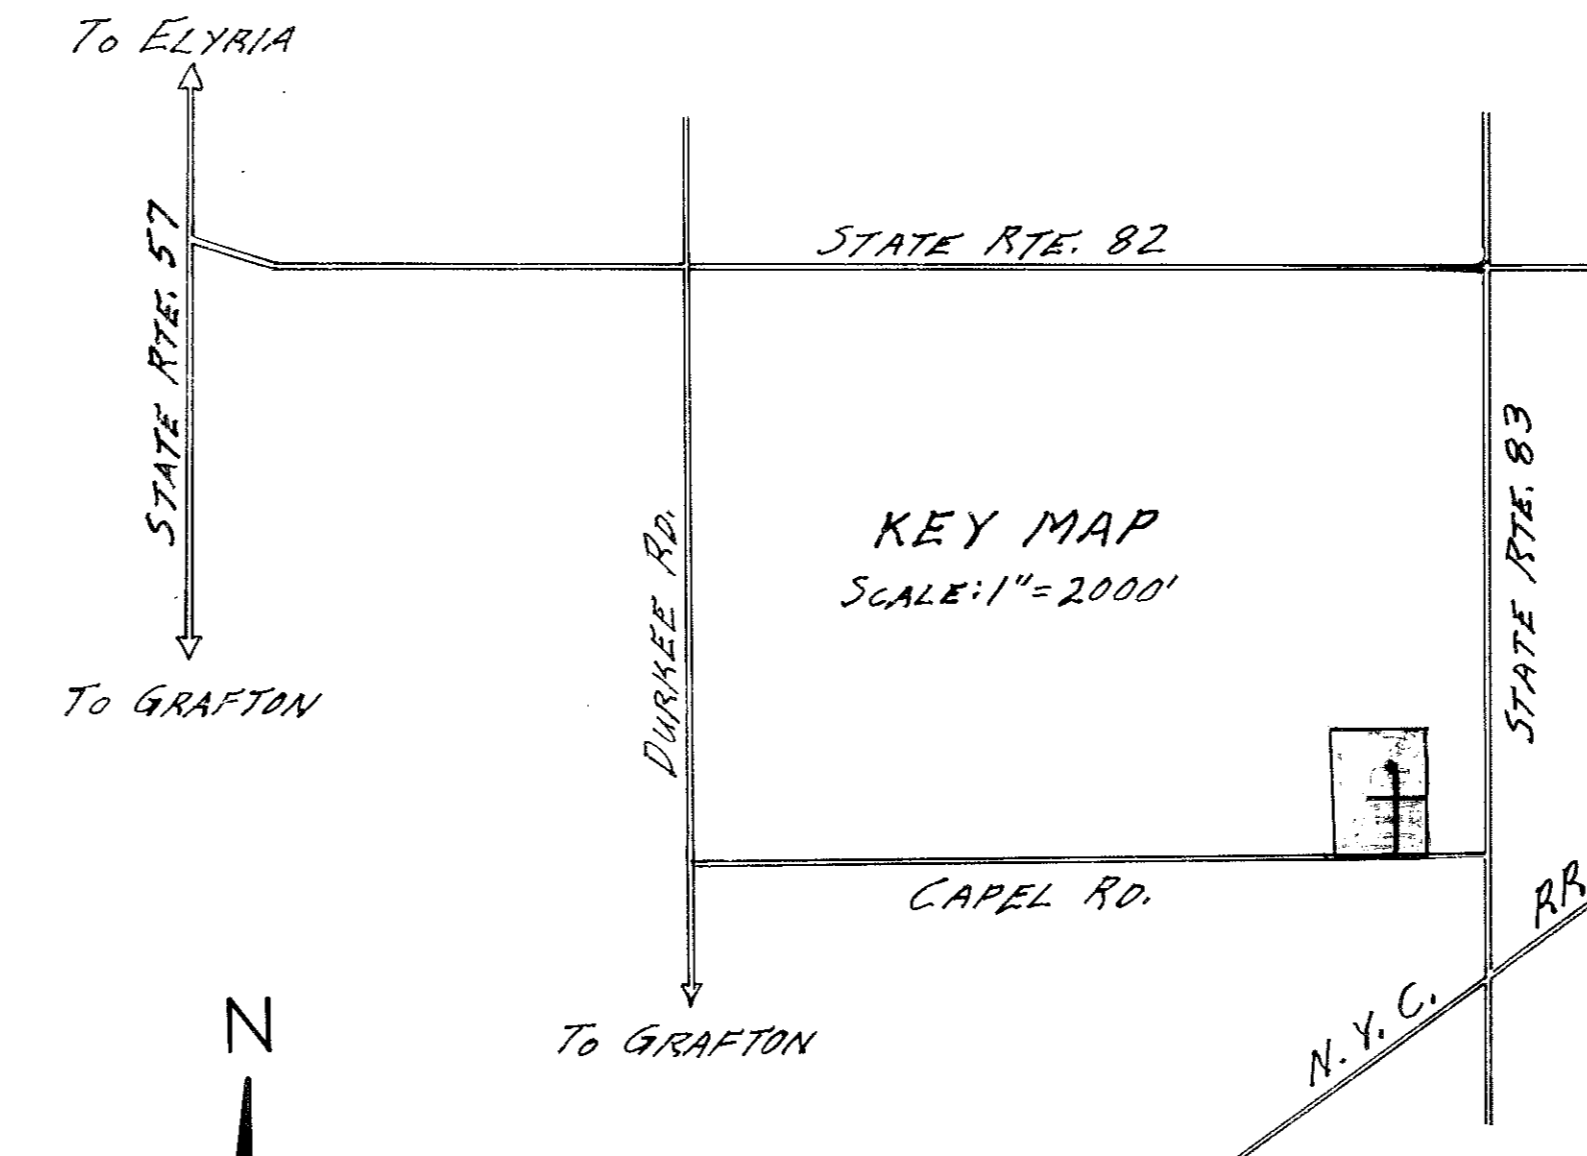 To ELYRIA
STATE RTE. 57
STATE RTE. 82
STATE RTE. 83
KEY MAP
SCALE: 1" = 2000'
DURKEE RD.
To GRAFTON
CAPEL RD.
RR
N.Y.C.
N
To GRAFTON